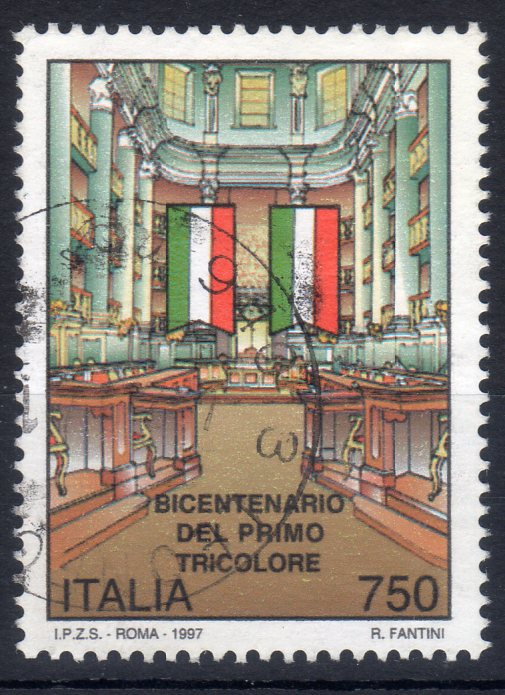 BICENTENARIO
DEL PRIMO
TRICOLORE
ITALIA 750
I.P.Z.S. - ROMA - 1997 R. FANTINI